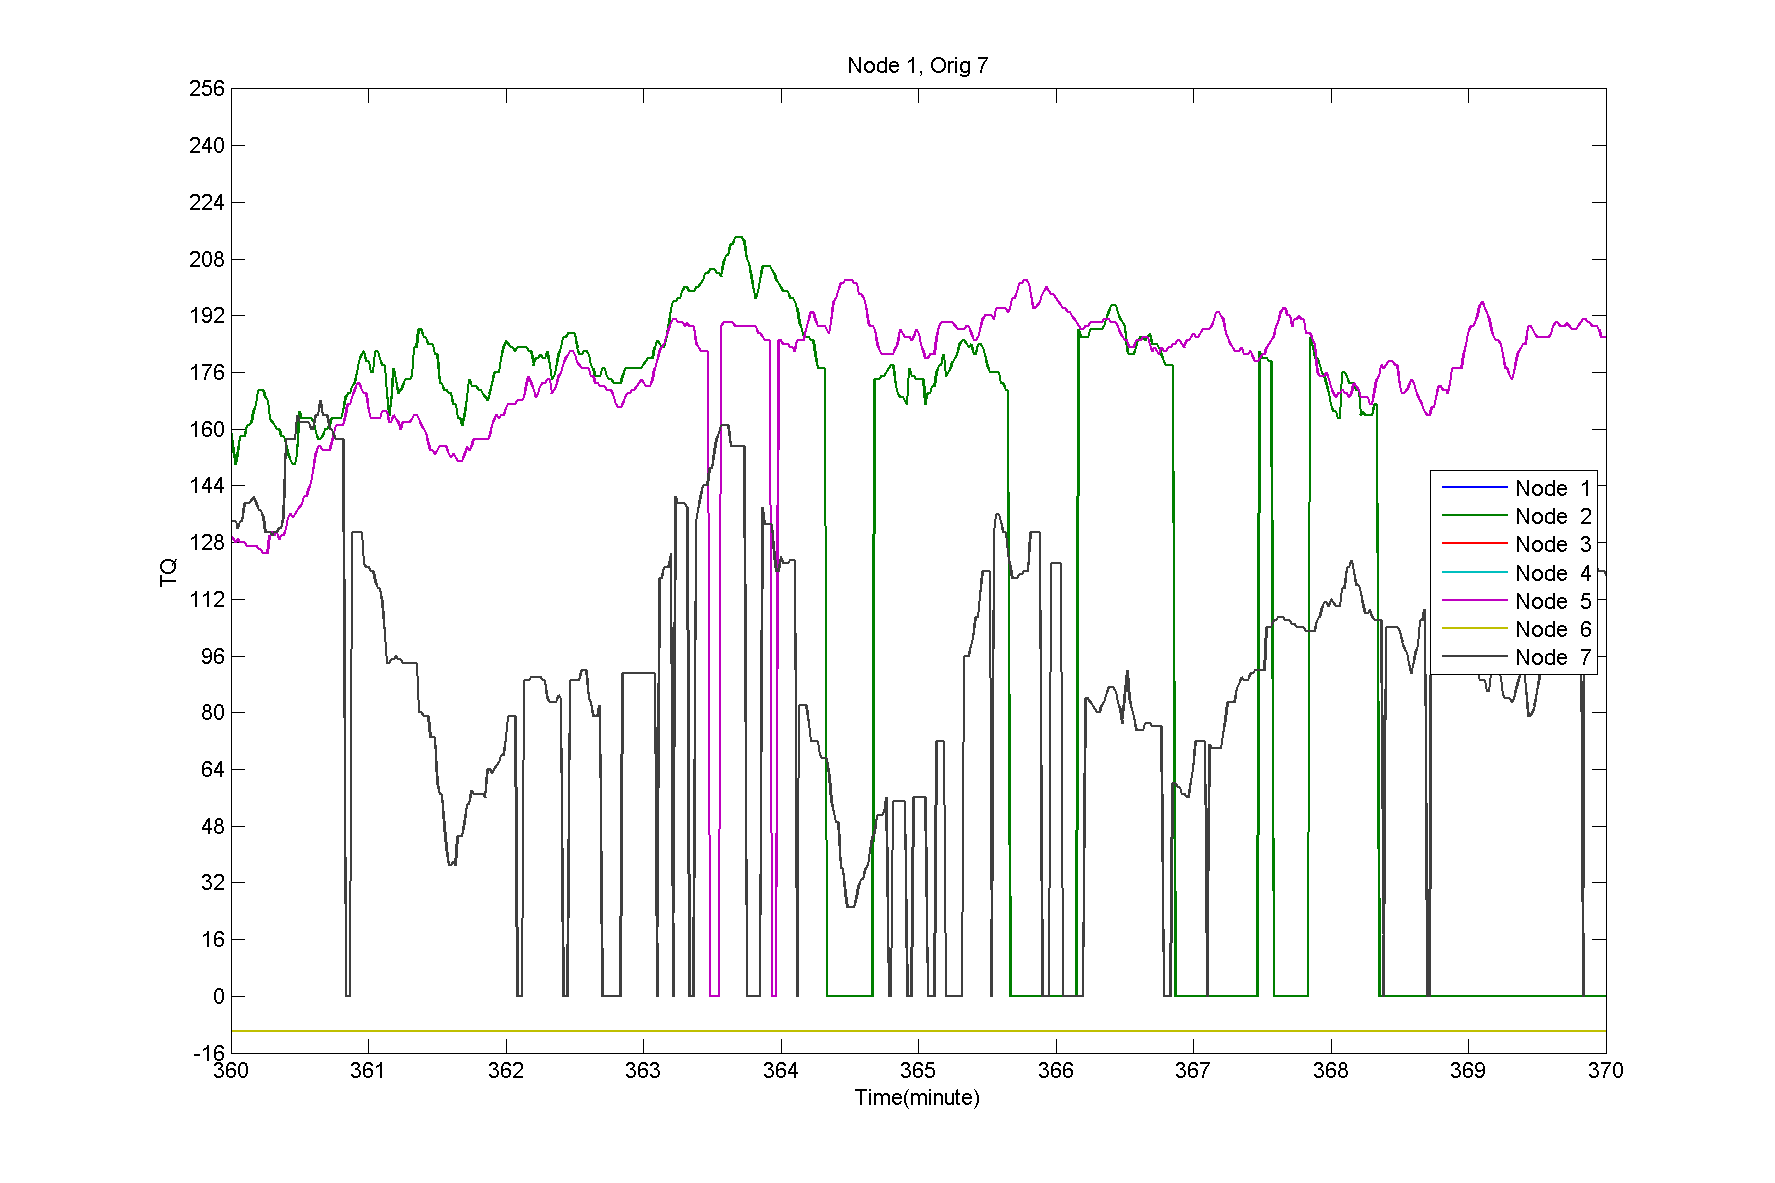 Node 1, Orig 7
256
240
224
208
192
176
160
144
128
112
96
80
64
48
32
16
0
-16
TQ
Node 1
Node 2
Node 3
Node 4
Node 5
Node 6
Node 7
360 361 362 363 364 365 366 367 368 369 370
Time(minute)